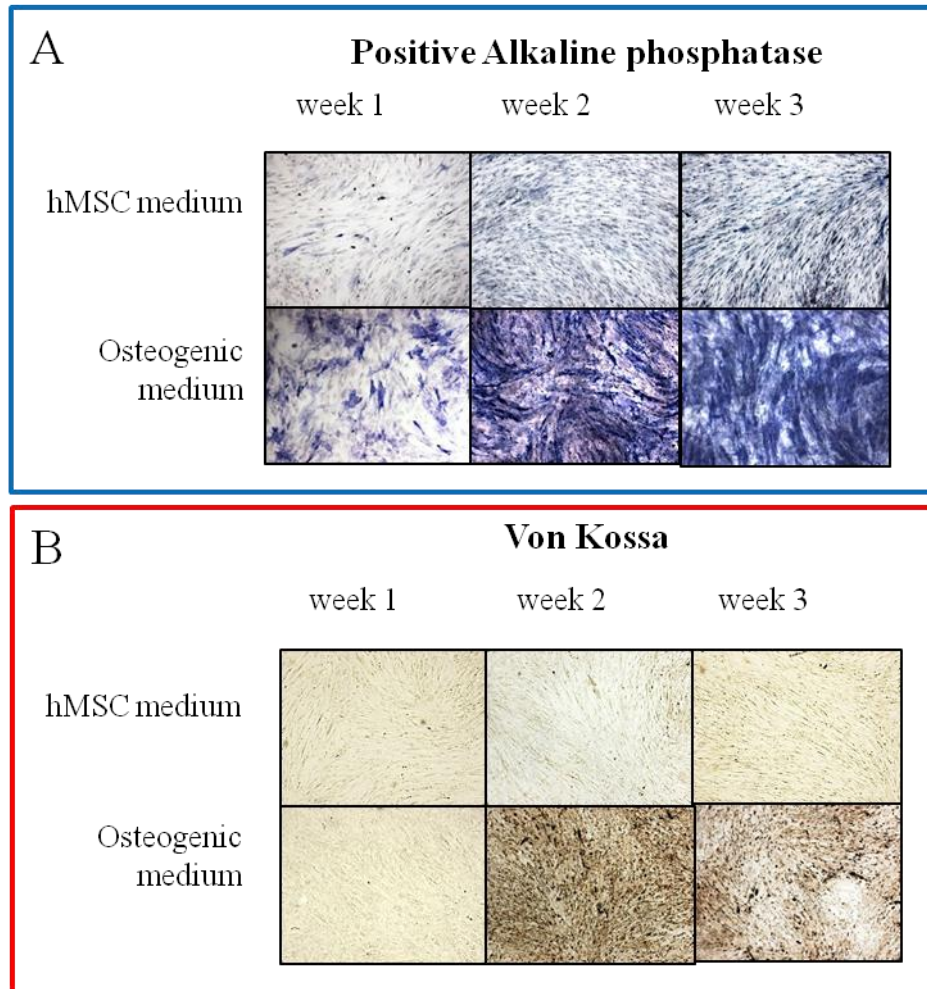 A
Positive Alkaline phosphatase
week 1 week 2 week 3
hMSC medium
Osteogenic
medium
B
Von Kossa
week 1 week 2 week 3
hMSC medium
Osteogenic
medium